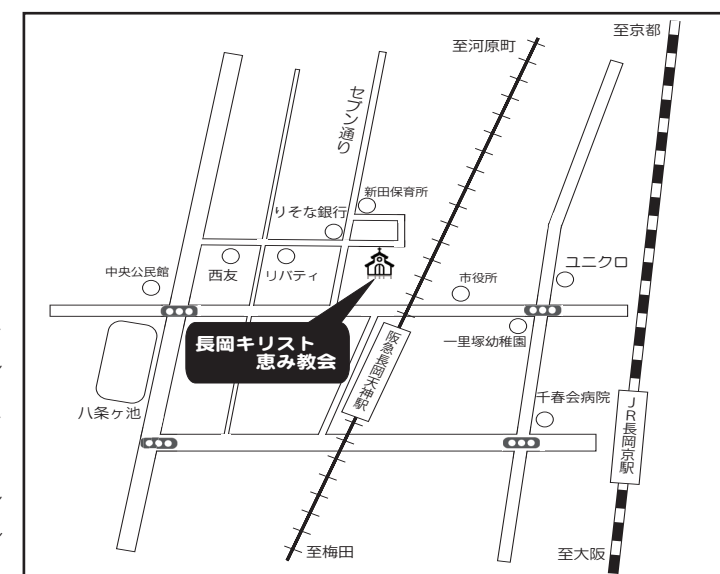 至京都
至河原町
セブン通り
新田保育所
りそな銀行
中央公民館
西友
リバティ
市役所
ユニクロ
長岡キリスト
恵み教会
阪急長岡天神駅
一里塚幼稚園
八条ヶ池
千春会病院
JR長岡京駅
至梅田
至大阪